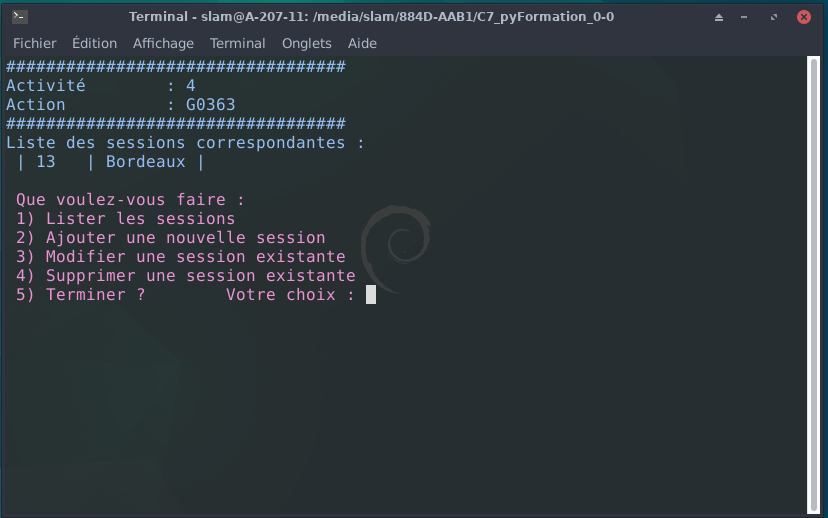 Terminal - slam@A-207-11: /media/slam/884D-AAB1/C7_pyFormation_0-0
Fichier Édition Affichage Terminal Onglets Aide
##################################
Activité        : 4
Action          : G0363
##################################
Liste des sessions correspondantes :
| 13   | Bordeaux |
Que voulez-vous faire :
1) Lister les sessions
2) Ajouter une nouvelle session
3) Modifier une session existante
4) Supprimer une session existante
5) Terminer ?        Votre choix :